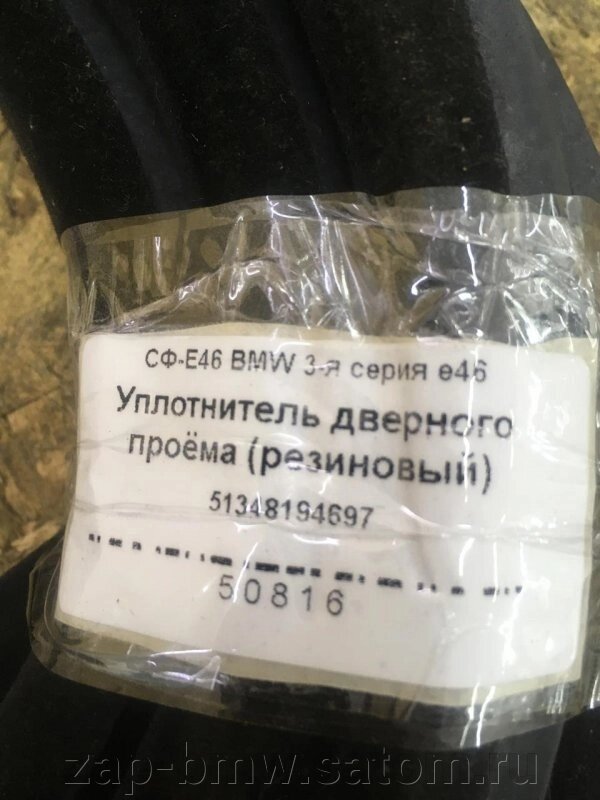 СФ-Е46 BMW 3-я серия е46
Уплотнитель дверного
проёма (резиновый)
51348194697
50816
zap-bmw.satom.ru